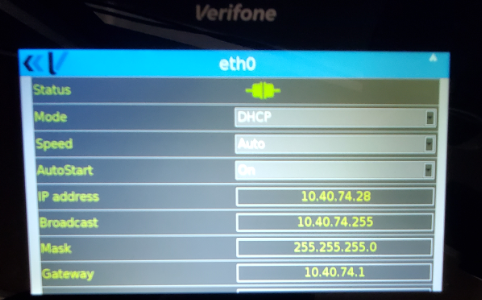 Verifone
eth0
Status
Mode DHCP
Speed Auto
AutoStart On
IP address 10.40.74.28
Broadcast 10.40.74.255
Mask 255.255.255.0
Gateway 10.40.74.1